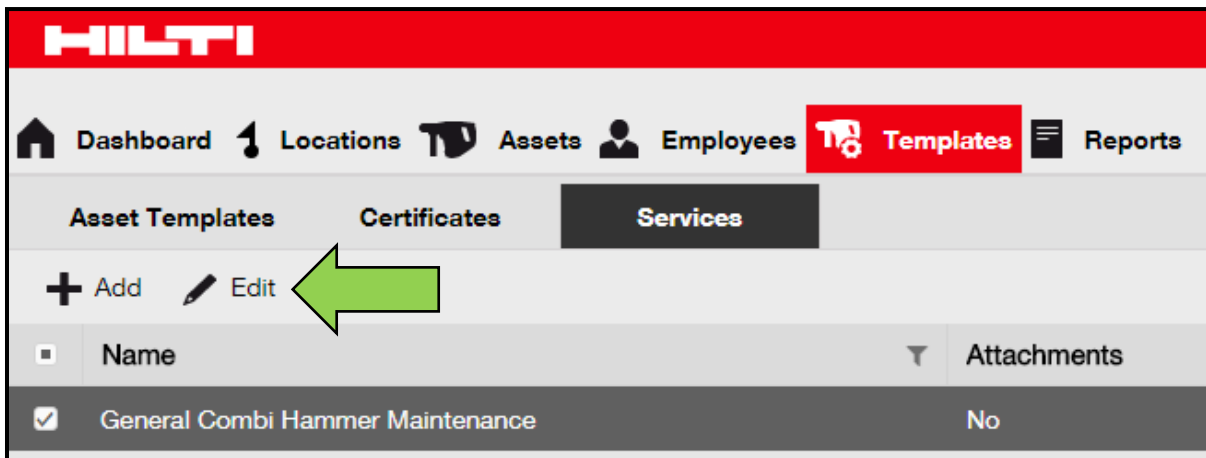 HILTI
Dashboard Locations Assets Employees Templates Reports
Asset Templates Certificates Services
Add Edit
Name Attachments
General Combi Hammer Maintenance No